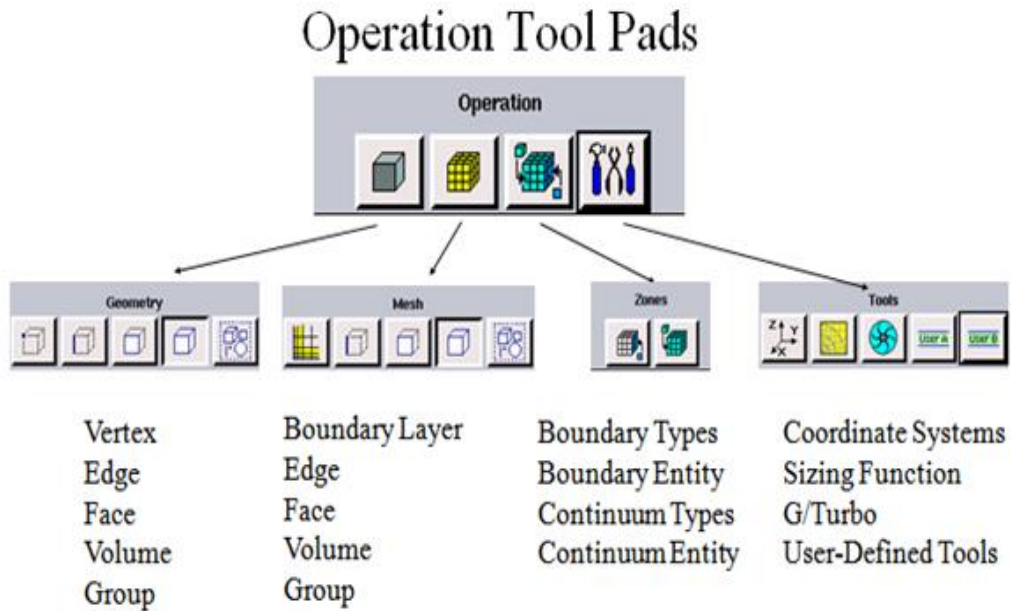 Operation Tool Pads
Operation
Geometry
Mesh
Zones
Tools
Z
Y
X
User A
User B
Vertex
Edge
Face
Volume
Group
Boundary Layer
Edge
Face
Volume
Group
Boundary Types
Boundary Entity
Continuum Types
Continuum Entity
Coordinate Systems
Sizing Function
G/Turbo
User-Defined Tools